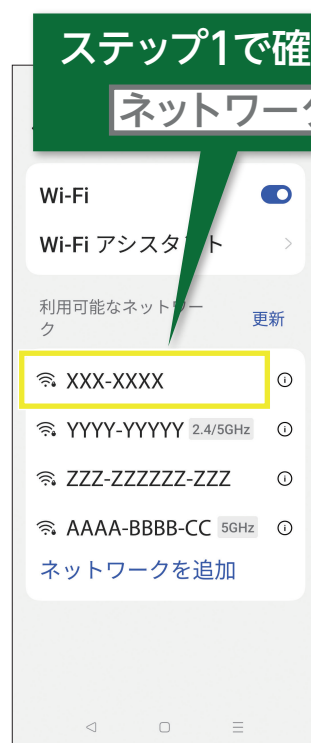 ステップ1で確
ネットワーク
Wi-Fi
Wi-Fi アシスタント
利用可能なネットワー
ク
更新
XXX-XXXX
YYYY-YYYYY 2.4/5GHz
ZZZ-ZZZZZZ-ZZZ
AAAA-BBBB-CC 5GHz
ネットワークを追加